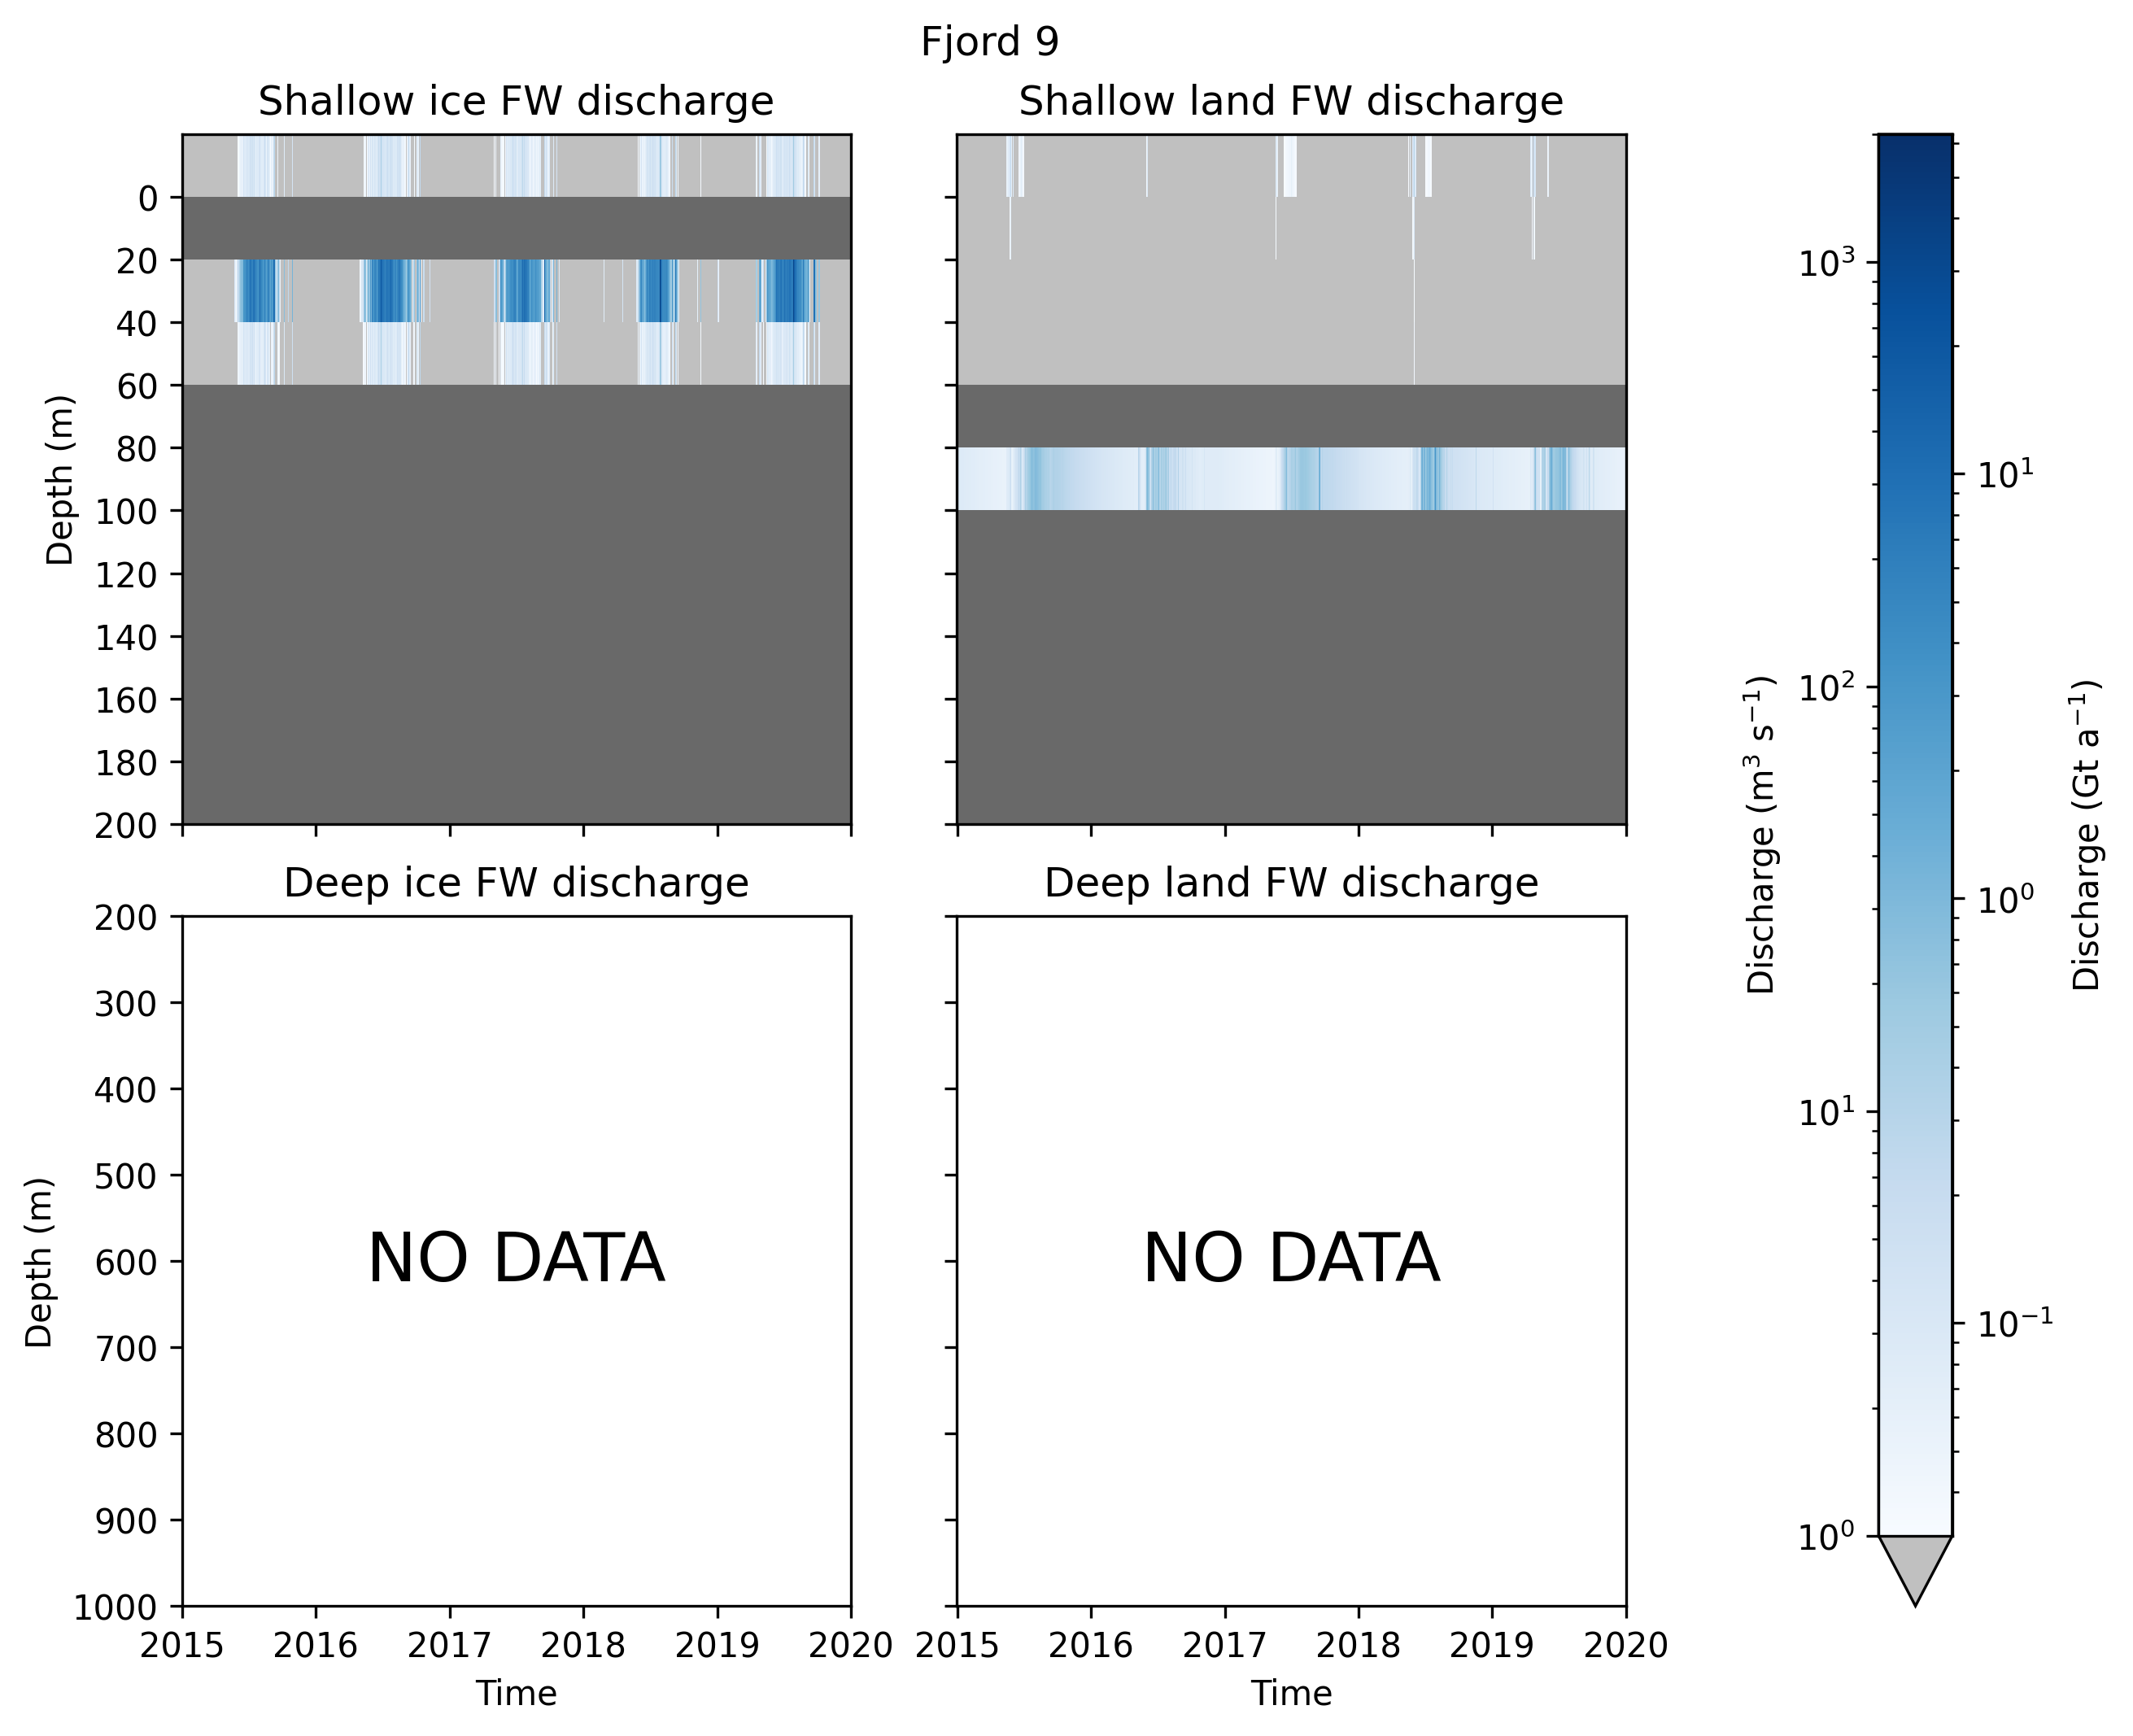 Fjord 9
Shallow ice FW discharge
Shallow land FW discharge
0
20
40
60
80
100
120
140
160
180
200
Depth (m)
Deep ice FW discharge
Deep land FW discharge
200
300
400
500
600
700
800
900
1000
Depth (m)
NO DATA
NO DATA
2015 2016 2017 2018 2019 2020
2015 2016 2017 2018 2019 2020
Time
Time
10³
10²
10¹
10⁰
Discharge (m³ s⁻¹)
10¹
10⁰
10⁻¹
Discharge (Gt a⁻¹)